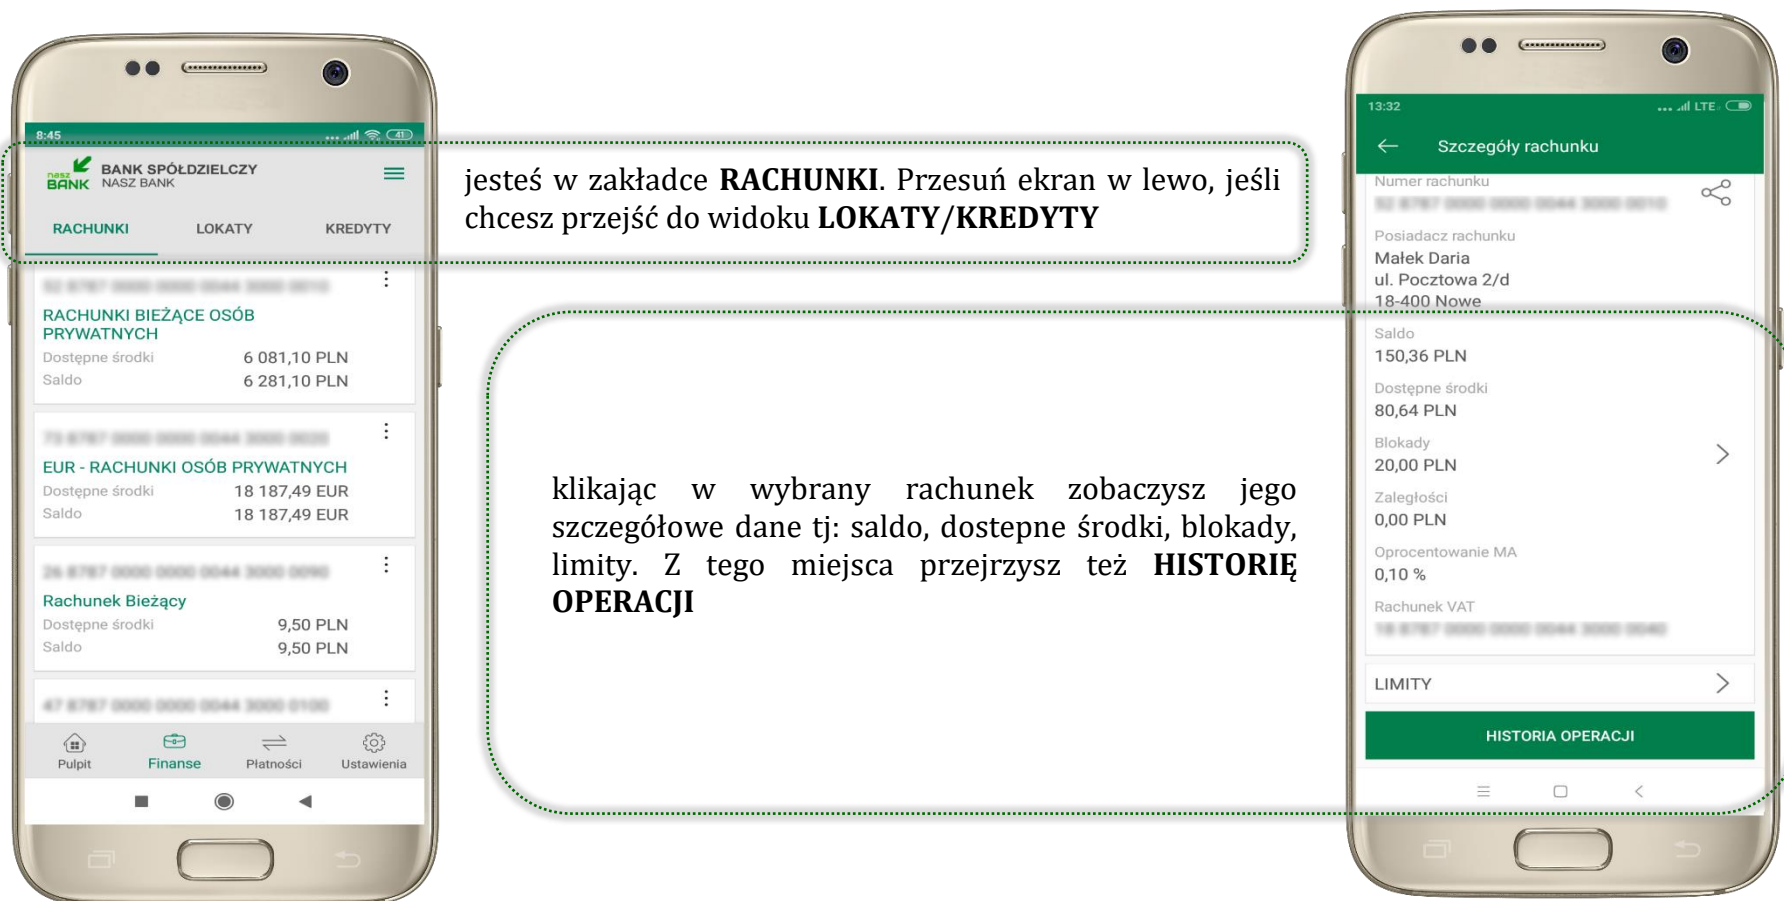 8:45
nasz
BANK
BANK SPÓŁDZIELCZY
NASZ BANK
RACHUNKI LOKATY KREDYTY
RACHUNKI BIEŻĄCE OSÓB
PRYWATNYCH
Dostępne środki 6 081,10 PLN
Saldo 6 281,10 PLN
EUR - RACHUNKI OSÓB PRYWATNYCH
Dostępne środki 18 187,49 EUR
Saldo 18 187,49 EUR
Rachunek Bieżący
Dostępne środki 9,50 PLN
Saldo 9,50 PLN
Pulpit Finanse Płatności Ustawienia
jesteś w zakładce RACHUNKI. Przesuń ekran w lewo, jeśli
chcesz przejść do widoku LOKATY/KREDYTY
klikając w wybrany rachunek zobaczysz jego
szczegółowe dane tj: saldo, dostepne środki, blokady,
limity. Z tego miejsca przejrzysz też HISTORIĘ
OPERACJI
13:32 LTE
Szczegóły rachunku
Numer rachunku
Posiadacz rachunku
Małek Daria
ul. Pocztowa 2/d
18-400 Nowe
Saldo
150,36 PLN
Dostępne środki
80,64 PLN
Blokady
20,00 PLN
Zaległości
0,00 PLN
Oprocentowanie MA
0,10 %
Rachunek VAT
LIMITY
HISTORIA OPERACJI